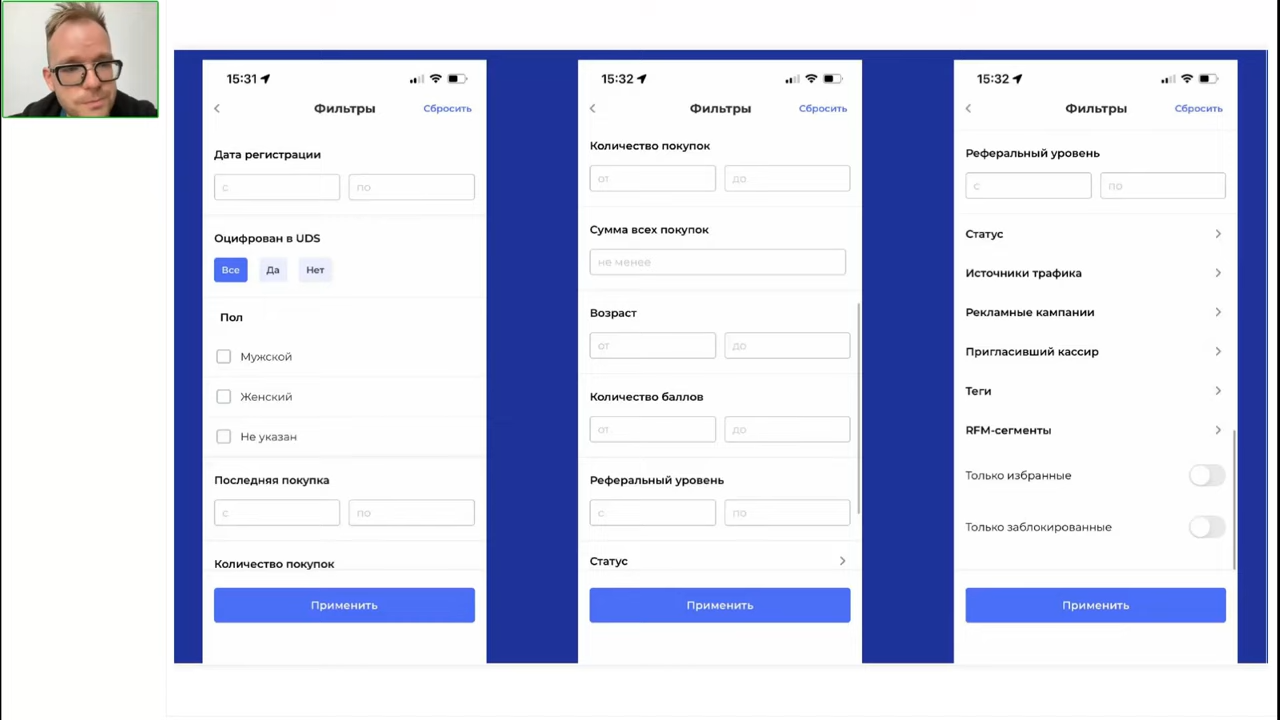 15:31
Фильтры
Сбросить
Дата регистрации
с
по
Оцифрован в UDS
Все
Да
Нет
Пол
Мужской
Женский
Не указан
Последняя покупка
с
по
Количество покупок
Применить
15:32
Фильтры
Сбросить
Количество покупок
от
до
Сумма всех покупок
не менее
Возраст
от
до
Количество баллов
от
до
Реферальный уровень
с
по
Статус
Применить
15:32
Фильтры
Сбросить
Реферальный уровень
с
по
Статус
Источники трафика
Рекламные кампании
Пригласивший кассир
Теги
RFM-сегменты
Только избранные
Только заблокированные
Применить